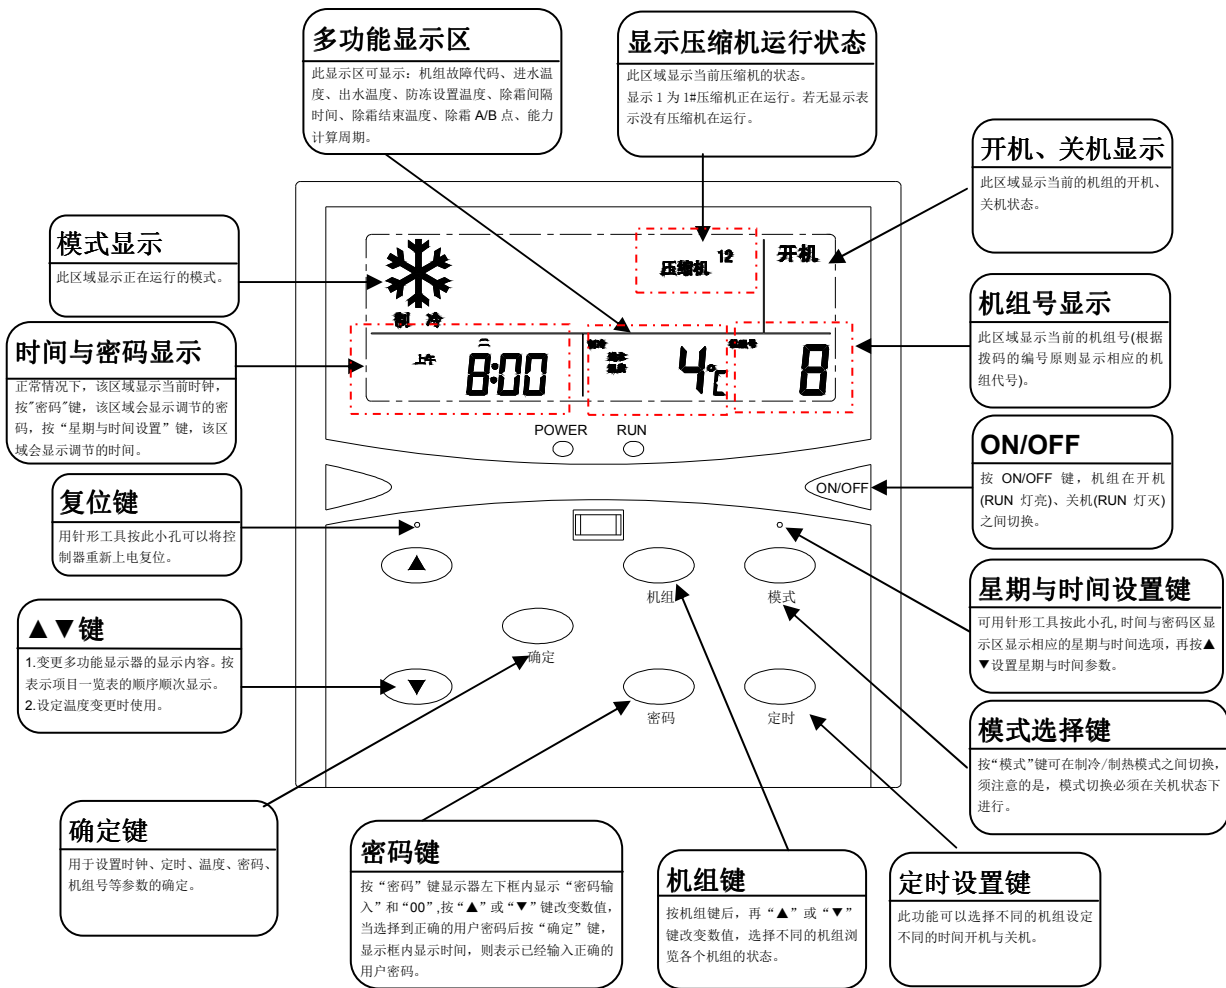 多功能显示区
此显示区可显示：机组故障代码、进水温
度、出水温度、防冻设置温度、除霜间隔
时间、除霜结束温度、除霜 A/B 点、能力
计算周期。
显示压缩机运行状态
此区域显示当前压缩机的状态。
显示 1 为 1#压缩机正在运行。若无显示表
示没有压缩机在运行。
开机、关机显示
此区域显示当前的机组的开机、
关机状态。
模式显示
此区域显示正在运行的模式。
机组号显示
此区域显示当前的机组号(根据
拨码的编号原则显示相应的机
组代号)。
时间与密码显示
正常情况下，该区域显示当前时钟，
按"密码"键，该区域会显示调节的密
码，按“星期与时间设置”键，该区
域会显示调节的时间。
压缩机 12
开机
制 冷
上午
二
8:00
制冷
4℃
机组号
8
POWER
RUN
ON/OFF
ON/OFF
按 ON/OFF 键，机组在开机
(RUN 灯亮)、关机(RUN 灯灭)
之间切换。
复位键
用针形工具按此小孔可以将控
制器重新上电复位。
▲
机组
模式
确定
▼
密码
定时
星期与时间设置键
可用针形工具按此小孔,时间与密码区显
示区显示相应的星期与时间选项，再按▲
▼设置星期与时间参数。
▲▼键
1.变更多功能显示器的显示内容。按
表示项目一览表的顺序顺次显示。
2.设定温度变更时使用。
模式选择键
按“模式”键可在制冷/制热模式之间切换，
须注意的是，模式切换必须在关机状态下
进行。
确定键
用于设置时钟、定时、温度、密码、
机组号等参数的确定。
密码键
按“密码”键显示器左下框内显示“密码输
入”和“00”,按“▲”或“▼”键改变数值，
当选择到正确的用户密码后按“确定”键，
显示框内显示时间，则表示已经输入正确的
用户密码。
机组键
按机组键后，再“▲”或“▼”
键改变数值，选择不同的机组浏
览各个机组的状态。
定时设置键
此功能可以选择不同的机组设定
不同的时间开机与关机。